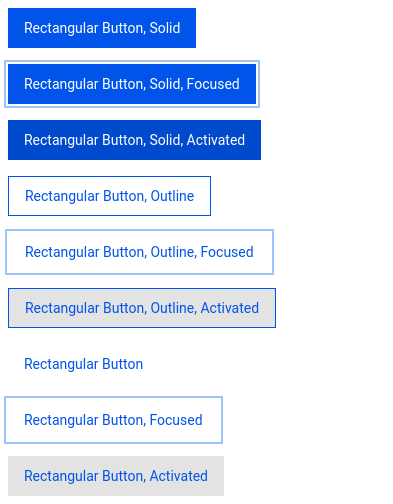 Rectangular Button, Solid
Rectangular Button, Solid, Focused
Rectangular Button, Solid, Activated
Rectangular Button, Outline
Rectangular Button, Outline, Focused
Rectangular Button, Outline, Activated
Rectangular Button
Rectangular Button, Focused
Rectangular Button, Activated